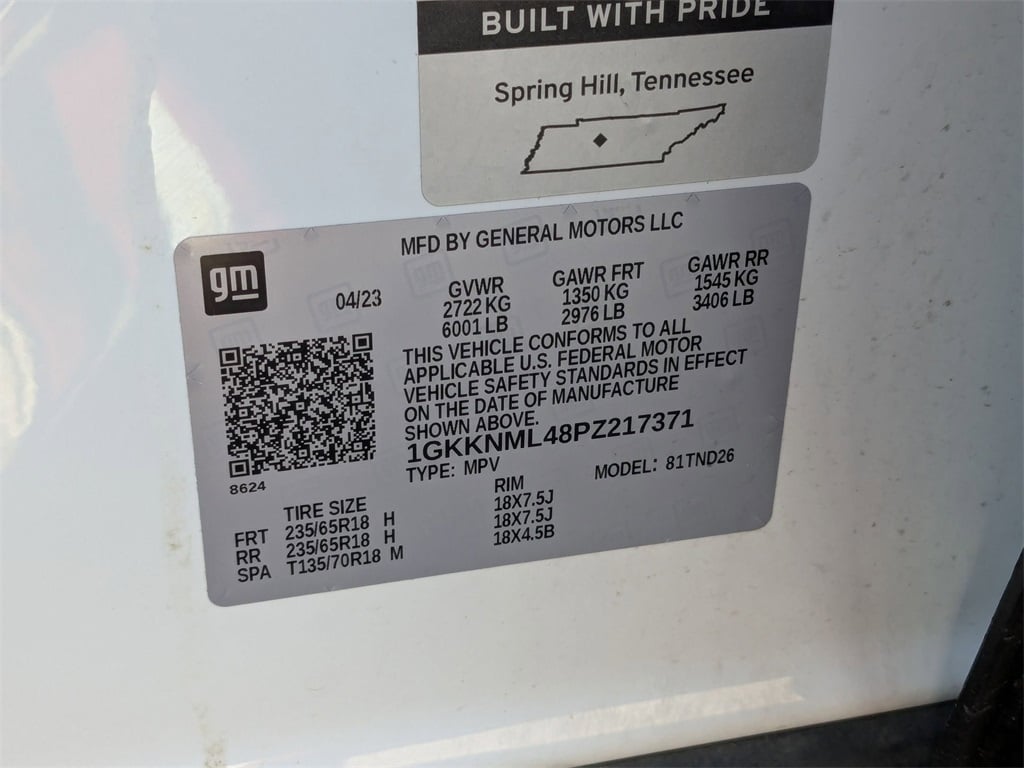 BUILT WITH PRIDE
Spring Hill, Tennessee
MFD BY GENERAL MOTORS LLC
gm
04/23
GVWR
2722 KG
6001 LB
GAWR FRT
1350 KG
2976 LB
GAWR RR
1545 KG
3406 LB
THIS VEHICLE CONFORMS TO ALL
APPLICABLE U.S. FEDERAL MOTOR
VEHICLE SAFETY STANDARDS IN EFFECT
ON THE DATE OF MANUFACTURE
SHOWN ABOVE.
1GKKNML48PZ217371
TYPE: MPV MODEL: 81TND26
8624
TIRE SIZE RIM
FRT 235/65R18 H 18X7.5J
RR 235/65R18 H 18X7.5J
SPA T135/70R18 M 18X4.5B